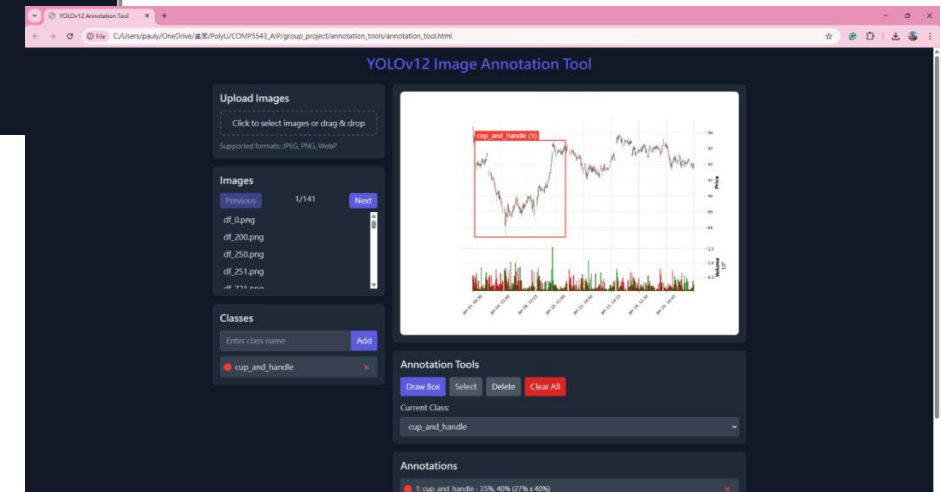 YOLOv12 Annotation Tool
File C:/Users/pauly/OneDrive/桌面/PolyU/COMP5543_AIP/group_project/annotation_tools/annotation_tool.html
YOLOv12 Image Annotation Tool
Upload Images
Click to select images or drag & drop
Supported formats: JPEG, PNG, WebP
Images
Previous
1/141
Next
df_0.png
df_200.png
df_250.png
df_251.png
Classes
Enter class name
Add
cup_and_handle
cup_and_handle (1)
Price
Volume
Annotation Tools
Draw Box
Select
Delete
Clear All
Current Class:
cup_and_handle
Annotations
1: cup_and_handle - 35%, 40% (27% x 40%)